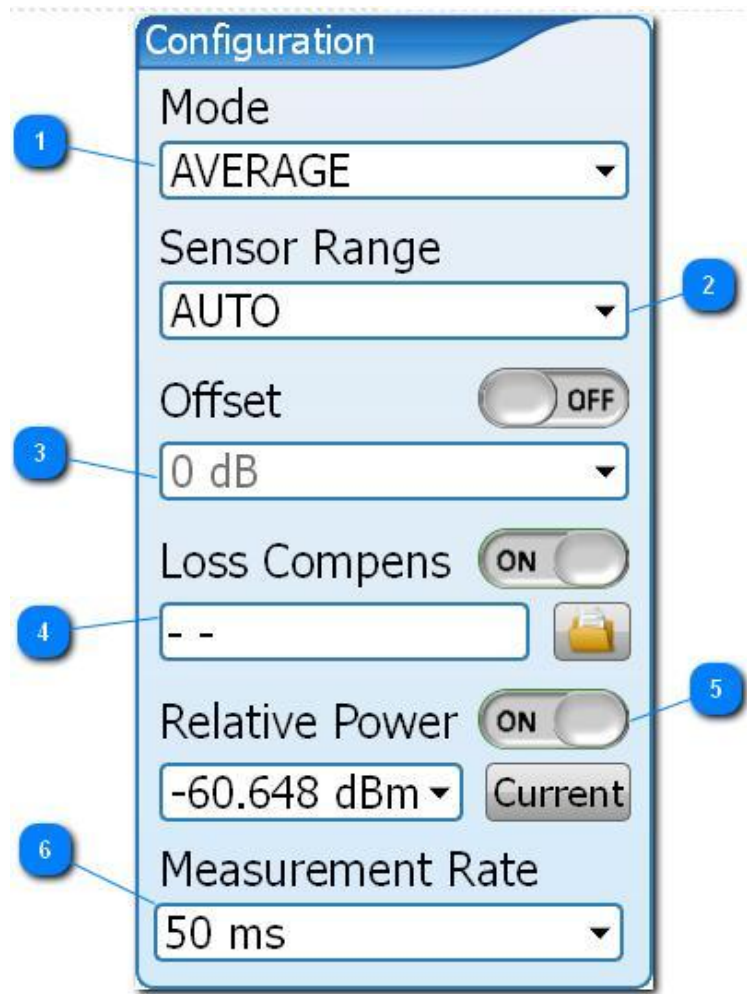 Configuration
Mode
1
AVERAGE
Sensor Range
2
AUTO
Offset OFF
3
0 dB
Loss Compens ON
4
- -
5
Relative Power ON
-60.648 dBm Current
6
Measurement Rate
50 ms